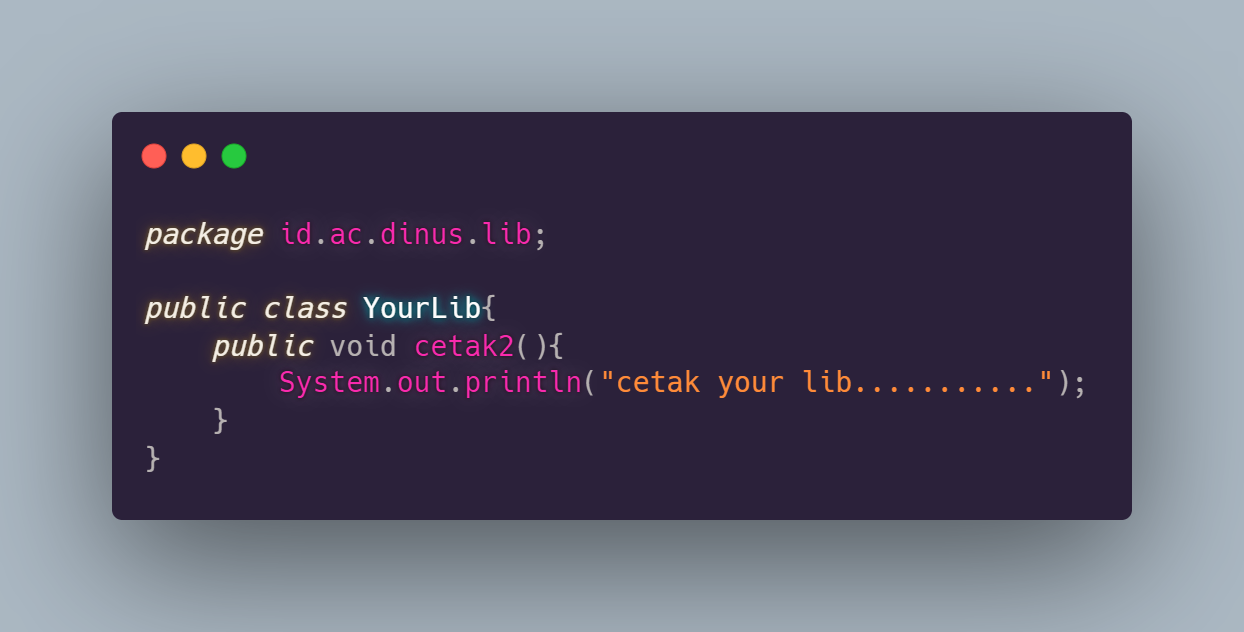 package id.ac.dinus.lib;
public class YourLib{
    public void cetak2(){
        System.out.println("cetak your lib...........");
    }
}